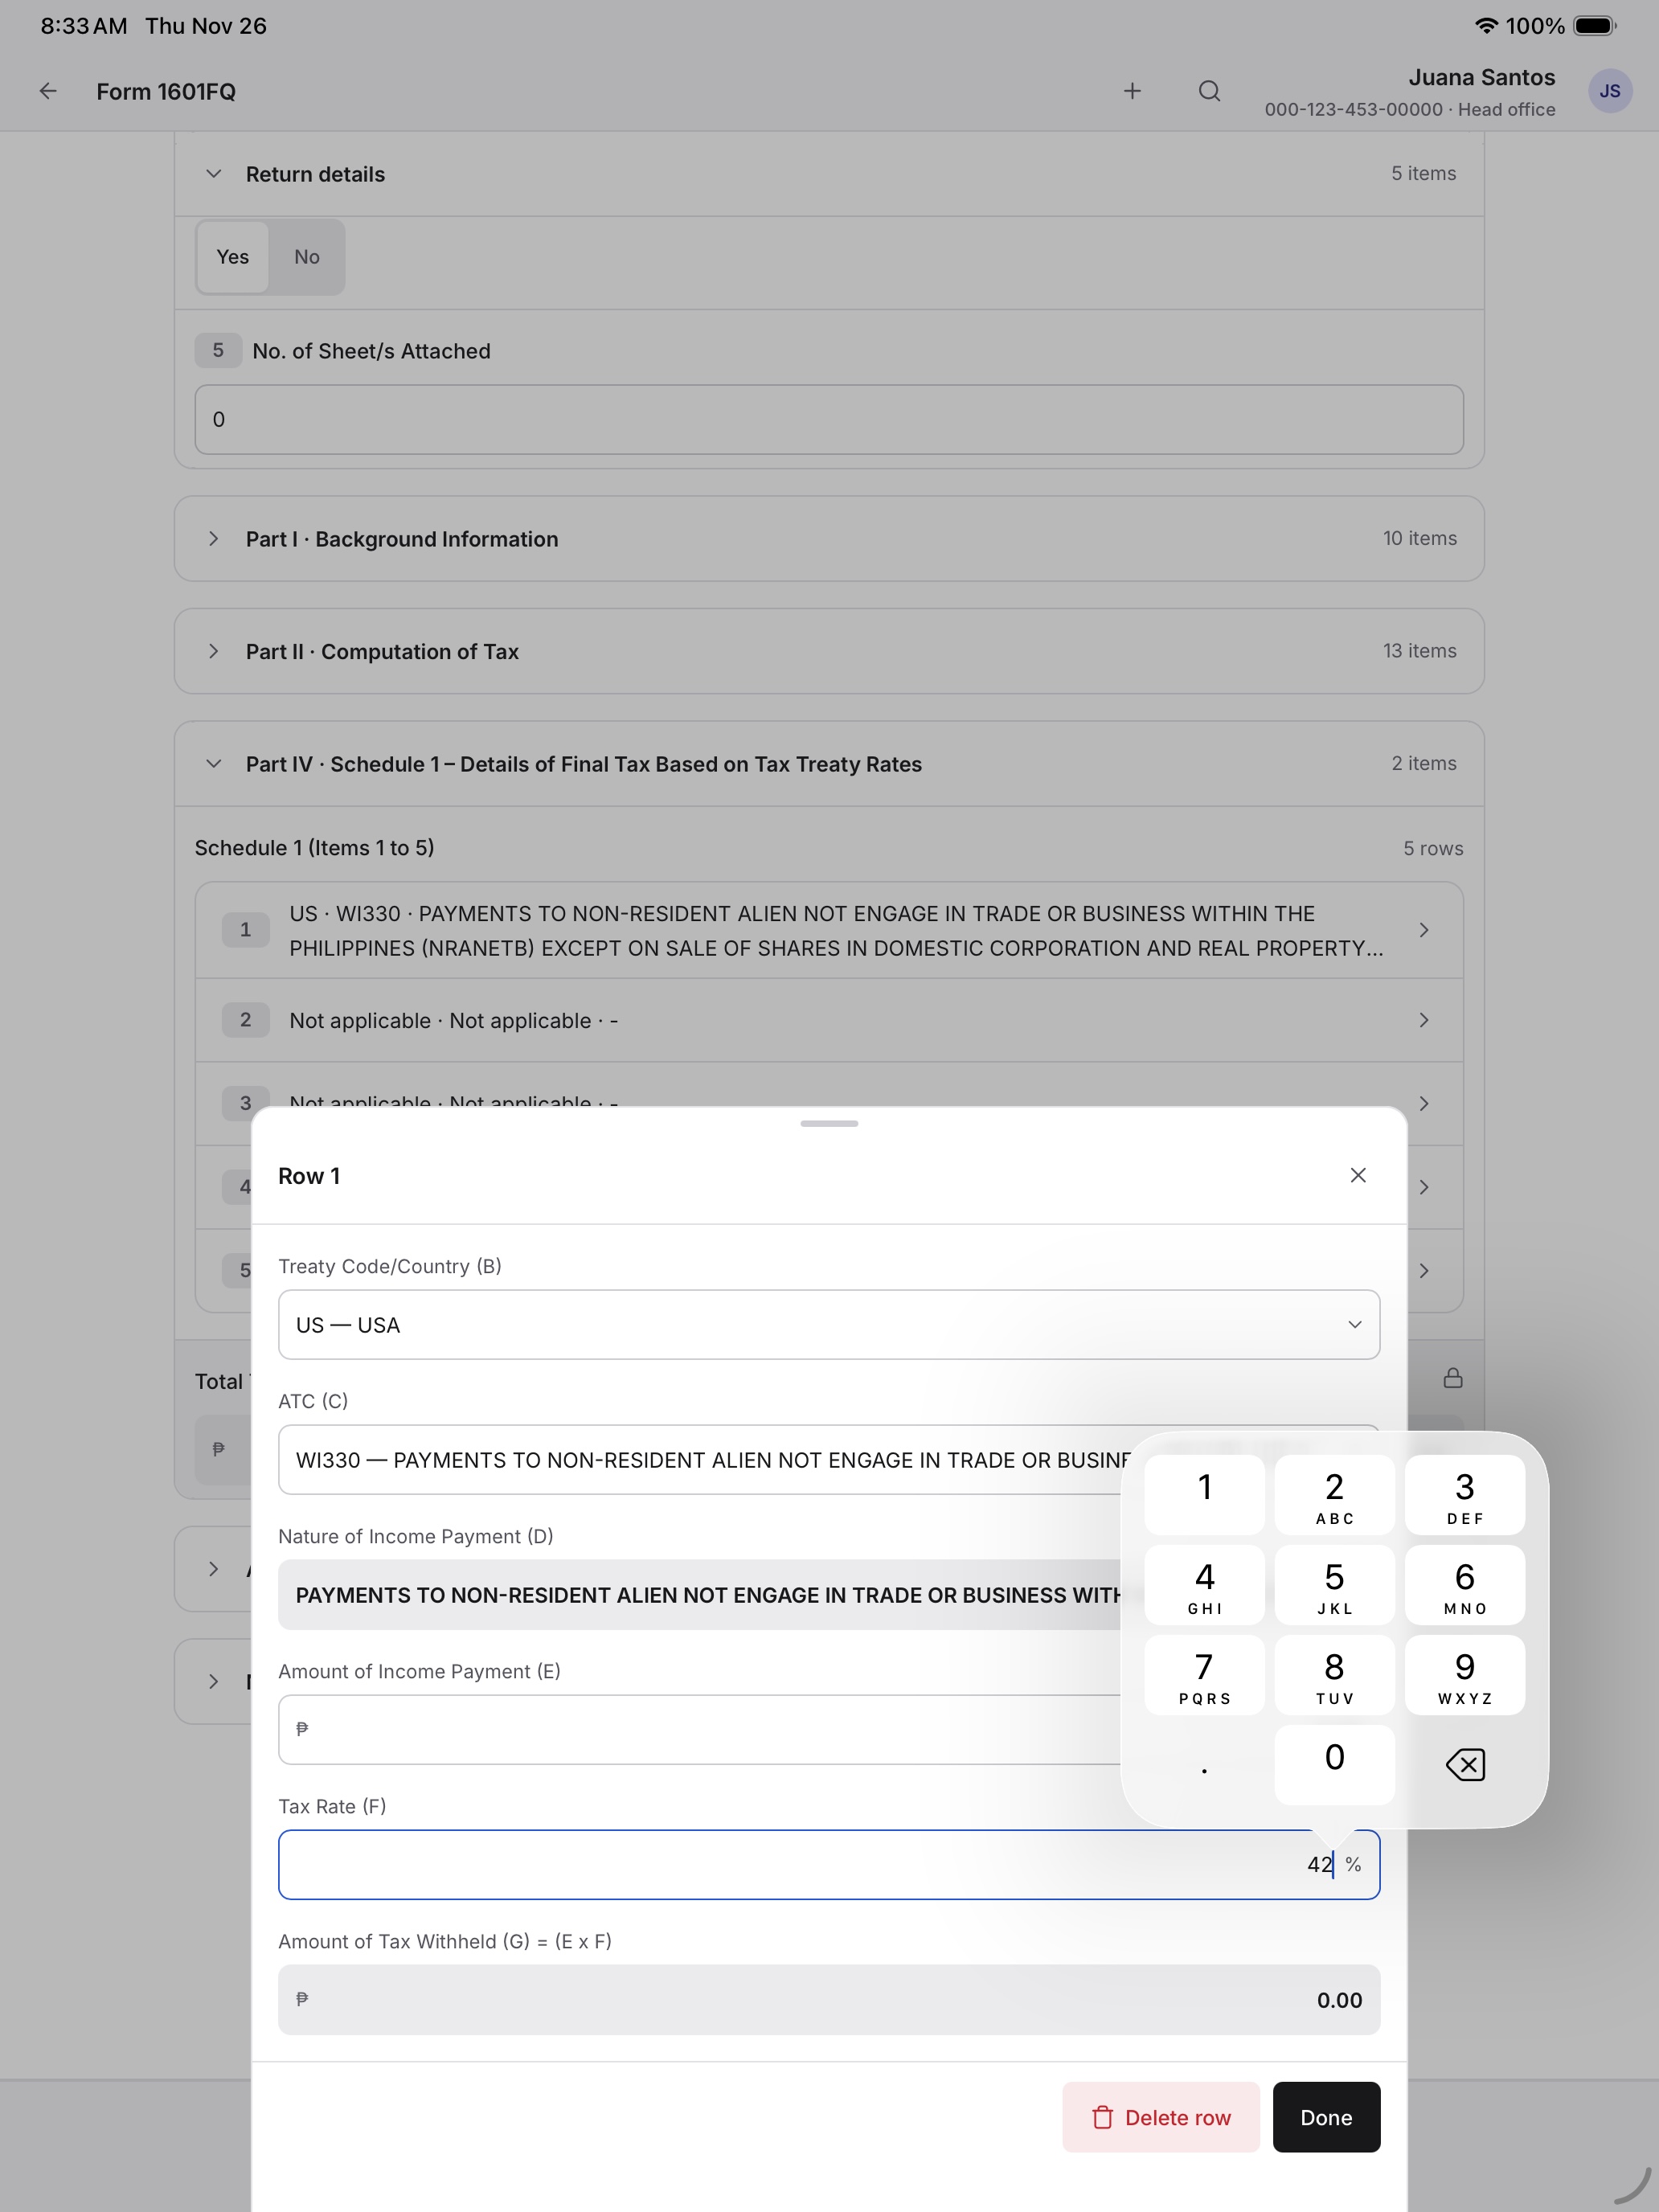 8:33 AM Thu Nov 26
100%
Form 1601FQ
Juana Santos
000-123-453-00000 · Head office
JS
Return details
5 items
Yes
No
5
No. of Sheet/s Attached
0
Part I · Background Information
10 items
Part II · Computation of Tax
13 items
Part IV · Schedule 1 – Details of Final Tax Based on Tax Treaty Rates
2 items
Schedule 1 (Items 1 to 5)
5 rows
1
US · WI330 · PAYMENTS TO NON-RESIDENT ALIEN NOT ENGAGE IN TRADE OR BUSINESS WITHIN THE
PHILIPPINES (NRANETB) EXCEPT ON SALE OF SHARES IN DOMESTIC CORPORATION AND REAL PROPERTY...
2
Not applicable · Not applicable · -
3
Not applicable · Not applicable · -
4
5
Total
₱
Row 1
Treaty Code/Country (B)
US — USA
ATC (C)
WI330 — PAYMENTS TO NON-RESIDENT ALIEN NOT ENGAGE IN TRADE OR BUSINE
Nature of Income Payment (D)
PAYMENTS TO NON-RESIDENT ALIEN NOT ENGAGE IN TRADE OR BUSINESS WITH
Amount of Income Payment (E)
₱
Tax Rate (F)
42 %
Amount of Tax Withheld (G) = (E x F)
₱
0.00
Delete row
Done
1
2
ABC
3
DEF
4
GHI
5
JKL
6
MNO
7
PQRS
8
TUV
9
WXYZ
.
0